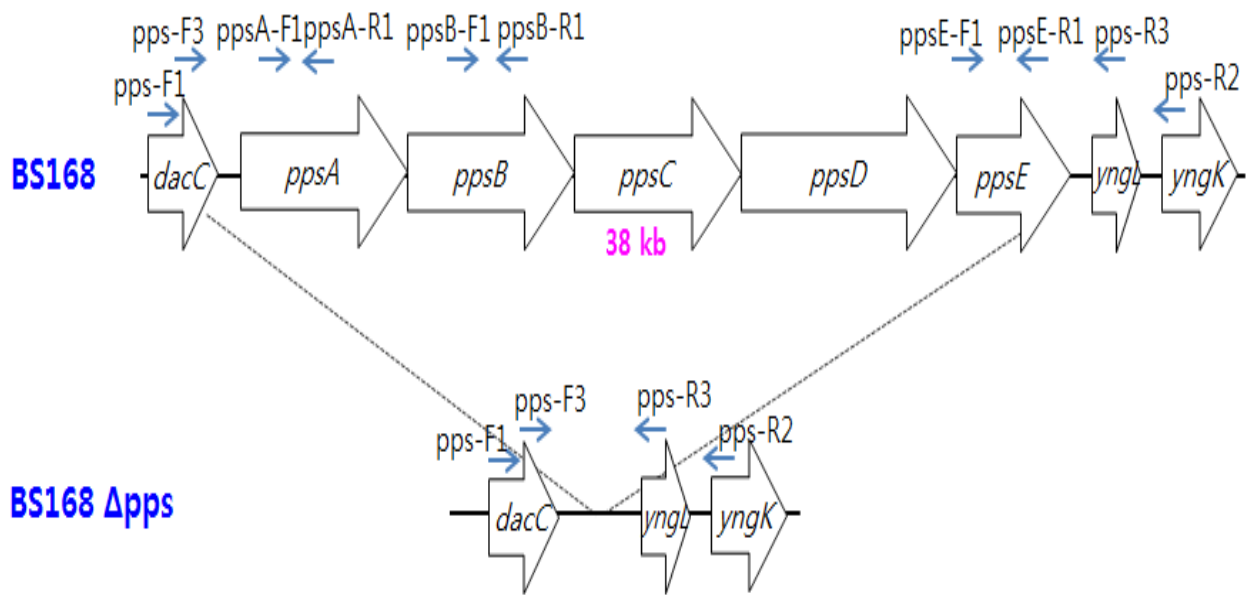 pps-F3 ppsA-F1 ppsA-R1 ppsB-F1 ppsB-R1 ppsE-F1 ppsE-R1 pps-R3
pps-F1 pps-R2
BS168 dacC ppsA ppsB ppsC ppsD ppsE yngL yngK
38 kb
pps-F3 pps-R3
pps-F1 pps-R2
BS168 Δpps dacC yngL yngK